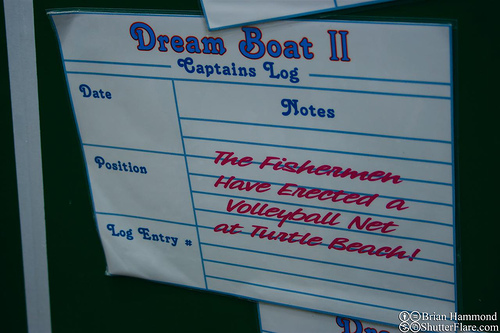 Dream Boat II
Captains Log
Date
Notes
Position
The Fishermen
Have Erected a
Volleyball Net
at Turtle Beach!
Log Entry #
Brian Hammond
ShutterFlare.com